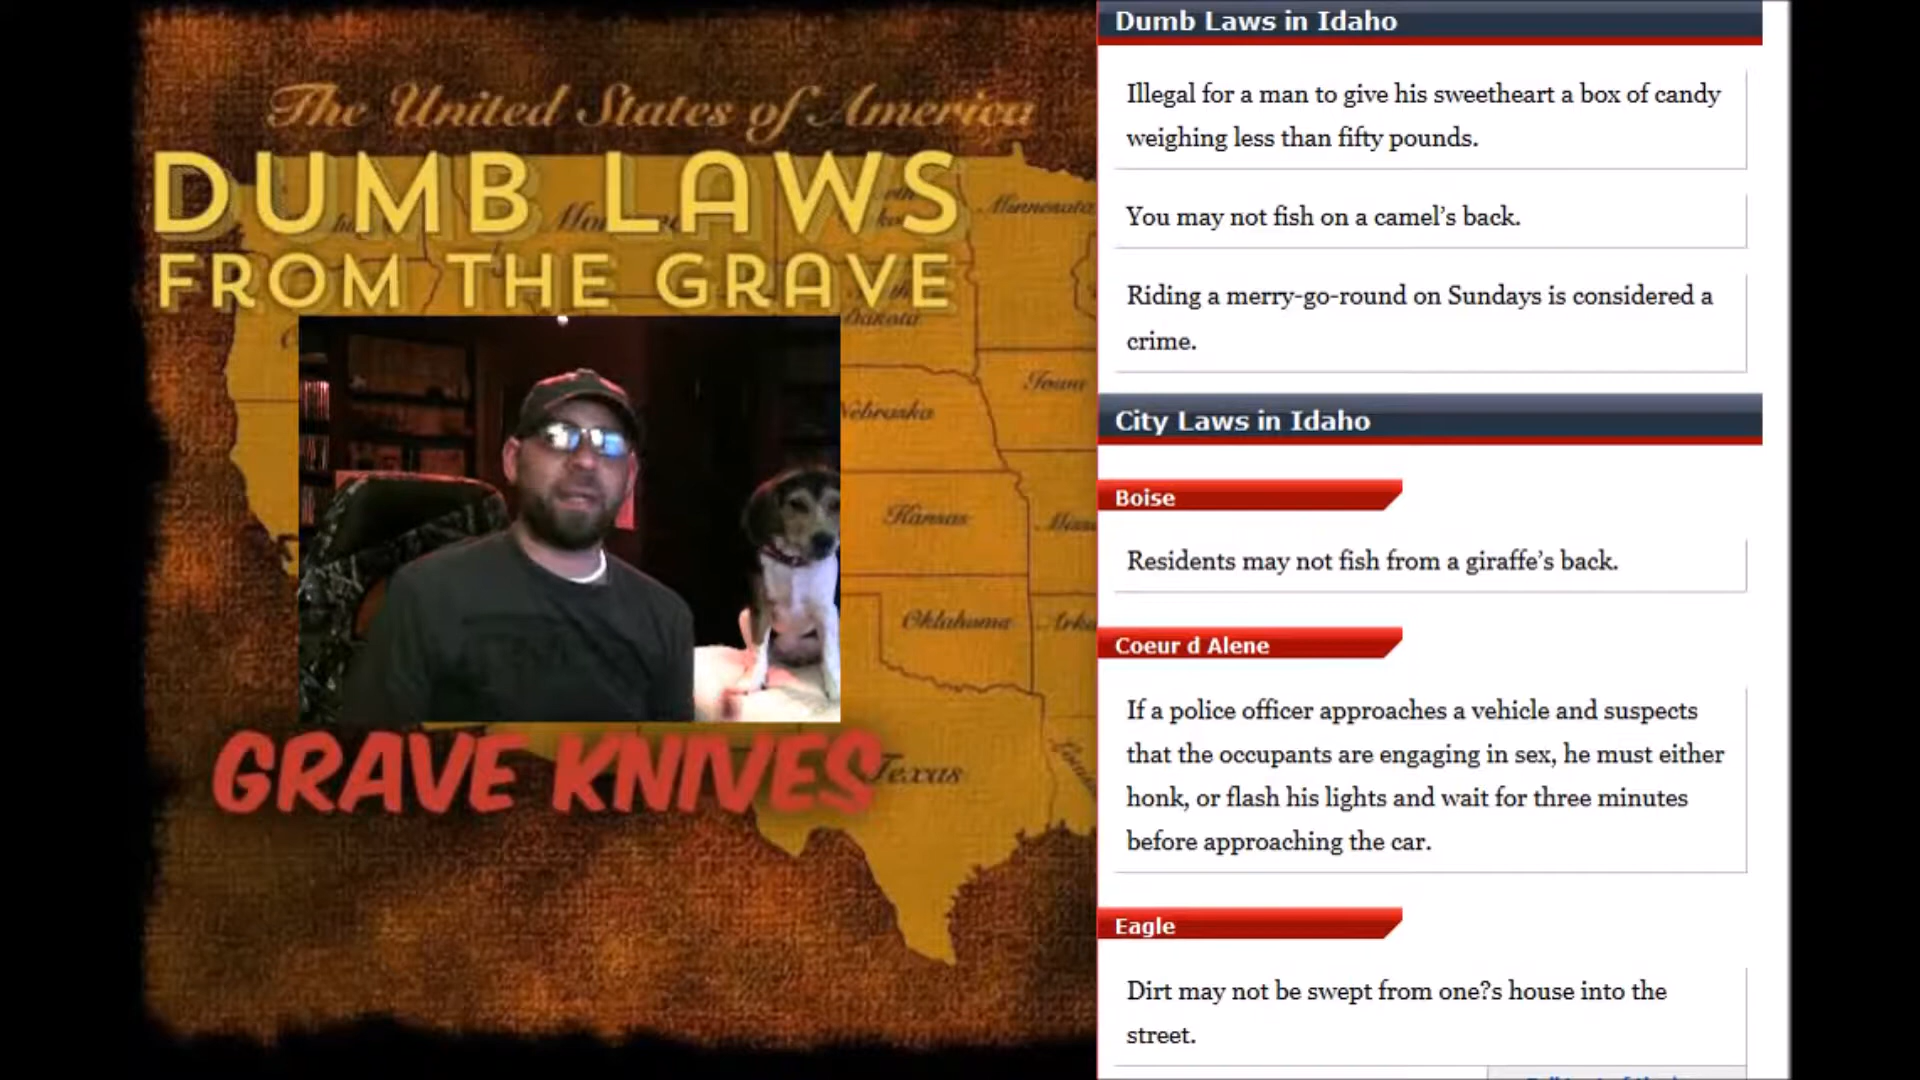 The United States of America
DUMB LAWS
FROM THE GRAVE
Minnesota
Dakota
Iowa
Nebraska
Kansas
Oklahoma
Texas
GRAVE KNIVES
Dumb Laws in Idaho
Illegal for a man to give his sweetheart a box of candy
weighing less than fifty pounds.
You may not fish on a camel’s back.
Riding a merry-go-round on Sundays is considered a
crime.
City Laws in Idaho
Boise
Residents may not fish from a giraffe’s back.
Coeur d Alene
If a police officer approaches a vehicle and suspects
that the occupants are engaging in sex, he must either
honk, or flash his lights and wait for three minutes
before approaching the car.
Eagle
Dirt may not be swept from one?s house into the
street.